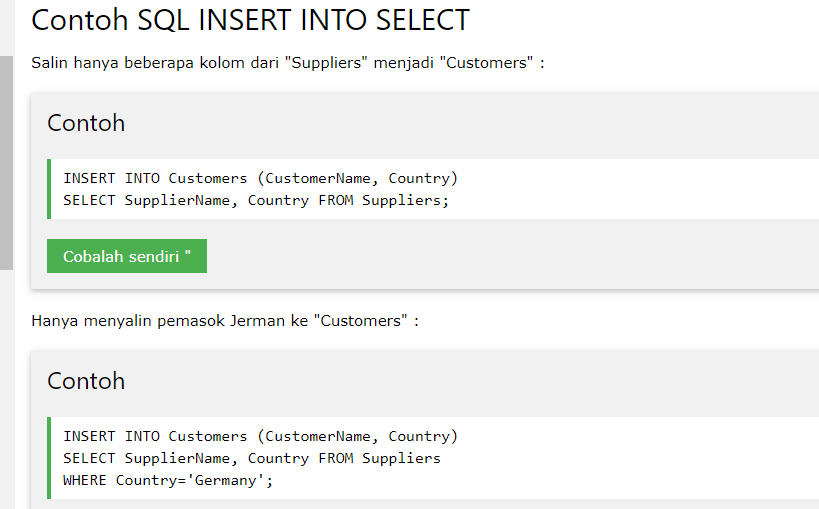 Contoh SQL INSERT INTO SELECT
Salin hanya beberapa kolom dari "Suppliers" menjadi "Customers" :
Contoh
INSERT INTO Customers (CustomerName, Country)
SELECT SupplierName, Country FROM Suppliers;
Cobalah sendiri "
Hanya menyalin pemasok Jerman ke "Customers" :
Contoh
INSERT INTO Customers (CustomerName, Country)
SELECT SupplierName, Country FROM Suppliers
WHERE Country='Germany';